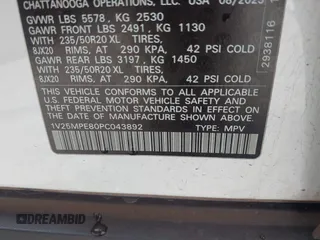 CHATTANOOGA OPERATIONS, LLC. USA 08/2023
GVWR LBS 5578, KG 2530
GAWR FRONT LBS 2491, KG 1130
WITH 235/50R20 XL TIRES,
8JX20 RIMS, AT 290 KPA. 42 PSI COLD
GAWR REAR LBS 3197, KG 1450
WITH 235/50R20 XL TIRES,
8JX20 RIMS, AT 290 KPA. 42 PSI COLD
THIS VEHICLE CONFORMS TO ALL APPLICABLE
FEDERAL MOTOR VEHICLE SAFETY AND THEFT
PREVENTION STANDARDS IN EFFECT ON THE DATE
OF MANUFACTURE SHOWN ABOVE.
1V25MPE80PC043892 TYPE: MPV
2938116
DREAMBID